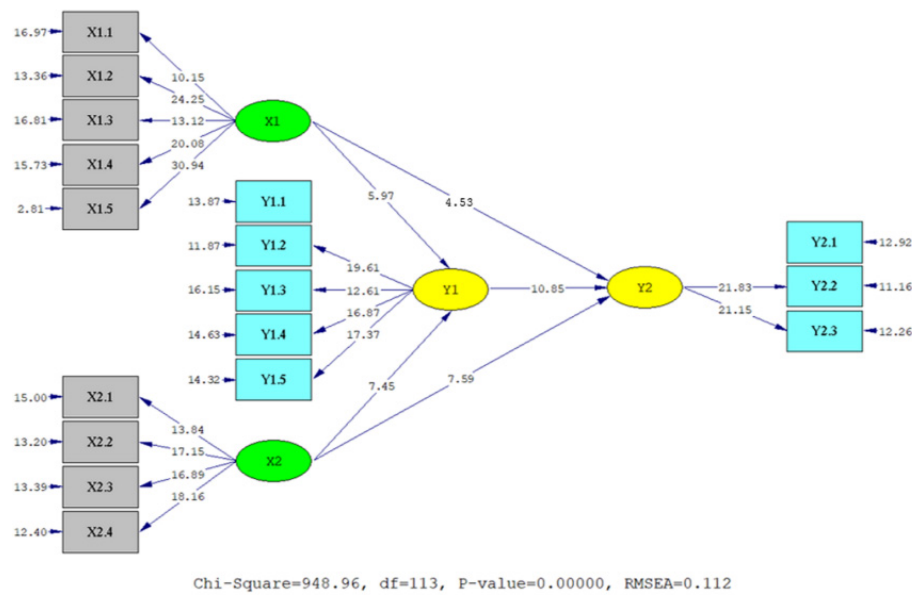 16.97 X1.1
13.36 X1.2
16.81 X1.3
15.73 X1.4
2.81 X1.5
10.15
24.25
13.12
20.08
30.94
X1
5.97
4.53
13.87 Y1.1
11.87 Y1.2
16.15 Y1.3
14.63 Y1.4
14.32 Y1.5
19.61
12.61
16.87
17.37
Y1
10.85
Y2
21.83
21.15
Y2.1 12.92
Y2.2 11.16
Y2.3 12.26
7.45
7.59
15.00 X2.1
13.20 X2.2
13.39 X2.3
12.40 X2.4
13.84
17.15
16.89
18.16
X2
Chi-Square=948.96, df=113, P-value=0.00000, RMSEA=0.112